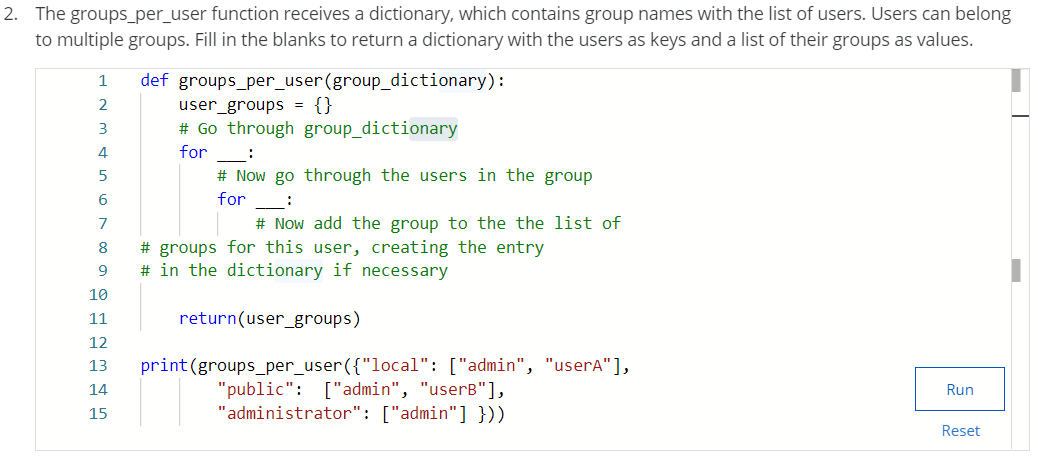 2. The groups_per_user function receives a dictionary, which contains group names with the list of users. Users can belong
to multiple groups. Fill in the blanks to return a dictionary with the users as keys and a list of their groups as values.
1 def groups_per_user(group_dictionary):
2 user_groups = {}
3 # Go through group_dictionary
4 for ___:
5 # Now go through the users in the group
6 for ___:
7 # Now add the group to the the list of
8 # groups for this user, creating the entry
9 # in the dictionary if necessary
10
11 return(user_groups)
12
13 print(groups_per_user({"local": ["admin", "userA"],
14 "public": ["admin", "userB"],
15 "administrator": ["admin"] }))
Run
Reset